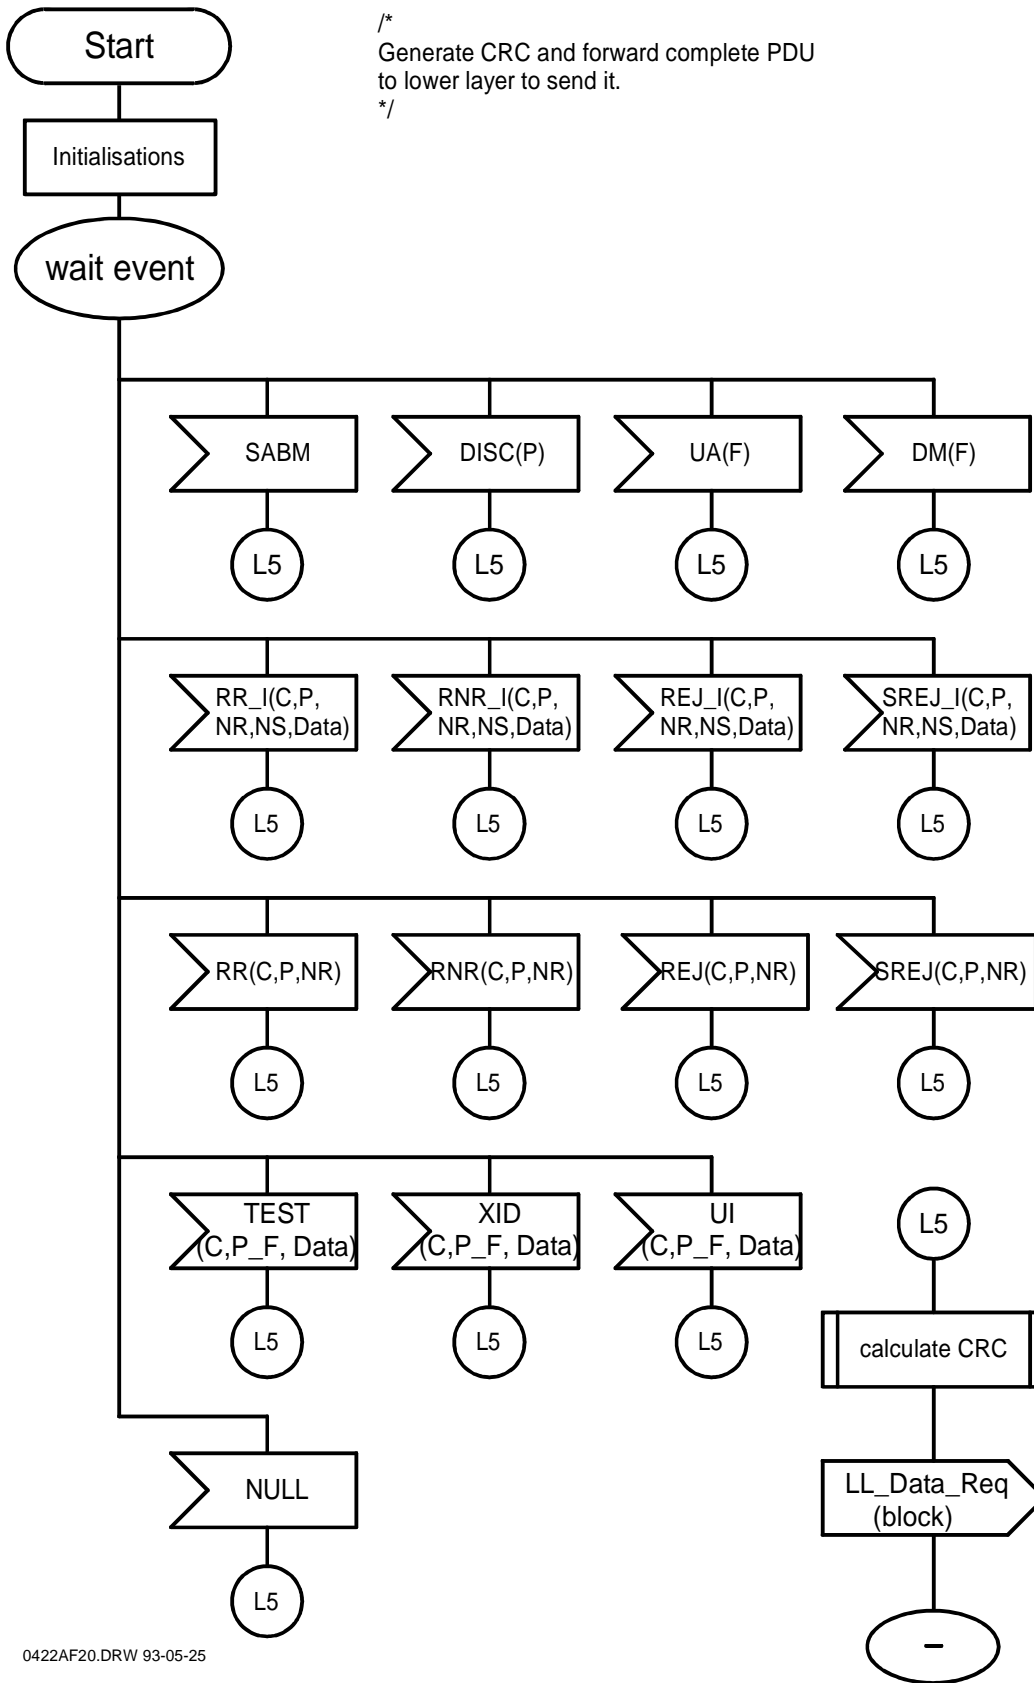 Start
/*
Generate CRC and forward complete PDU
to lower layer to send it.
*/
Initialisations
wait event
SABM
DISC(P)
UA(F)
DM(F)
L5
L5
L5
L5
RR_I(C,P,
NR,NS,Data)
RNR_I(C,P,
NR,NS,Data)
REJ_I(C,P,
NR,NS,Data)
SREJ_I(C,P,
NR,NS,Data)
L5
L5
L5
L5
RR(C,P,NR)
RNR(C,P,NR)
REJ(C,P,NR)
SREJ(C,P,NR)
L5
L5
L5
L5
TEST
(C,P_F, Data)
XID
(C,P_F, Data)
UI
(C,P_F, Data)
L5
L5
L5
L5
calculate CRC
NULL
LL_Data_Req
(block)
L5
–
0422AF20.DRW 93-05-25